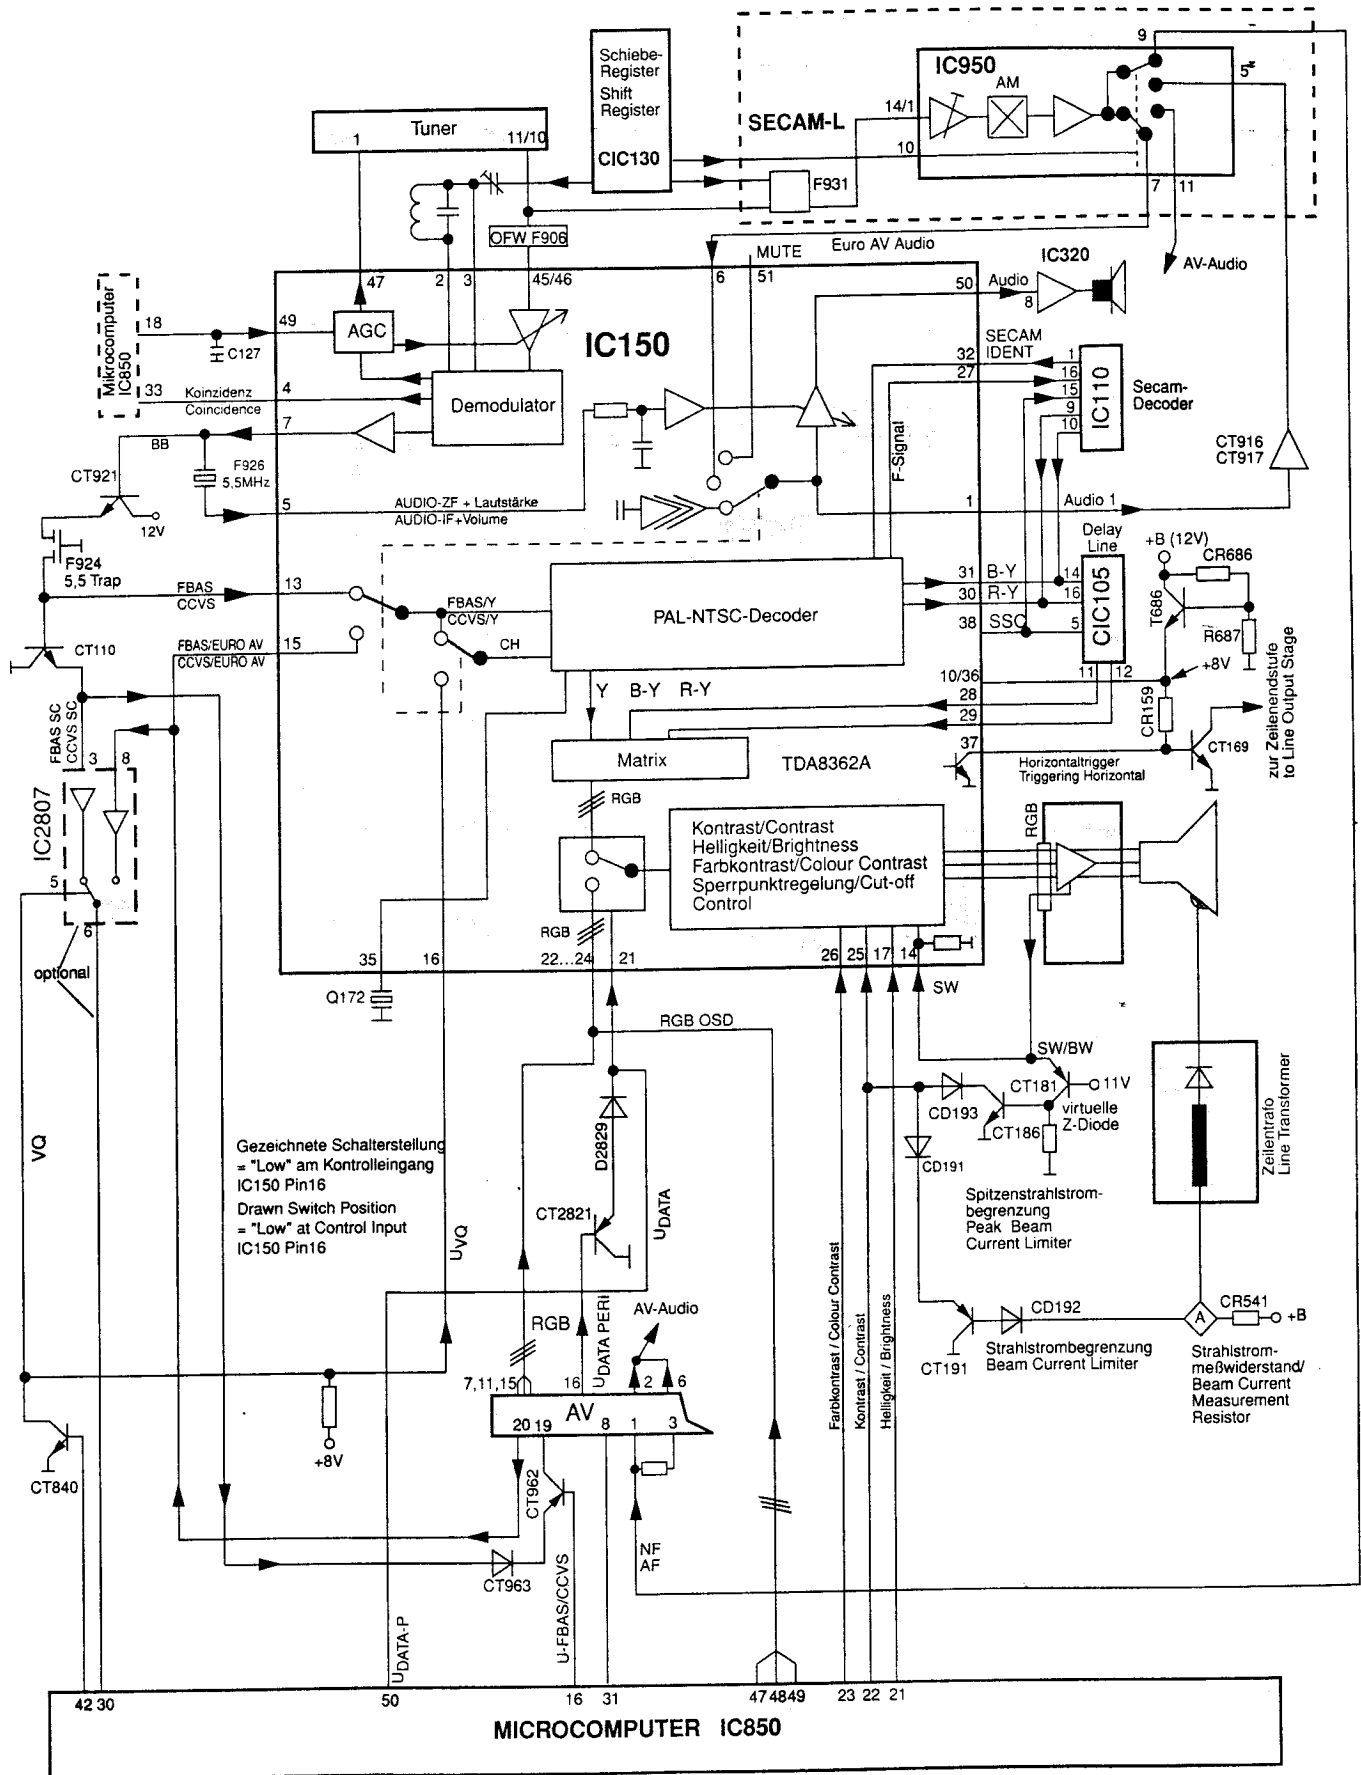 Schiebe-
Register
Shift
Register
CIC130
Tuner
1
11/10
SECAM-L
IC950
AM
14/1
10
9
5
7
11
F931
OFW F906
Euro AV Audio
MUTE
AV-Audio
IC320
Mikrocomputer
IC850
18
C127
49
33
Koinzidenz
Coincidence
4
47
2
3
45/46
6
51
50
Audio
8
AGC
IC150
Demodulator
SECAM
IDENT
32
27
1
16
15
9
10
IC110
Secam-
Decoder
7
BB
CT921
F926
5,5MHz
12V
5
AUDIO-ZF + Lautstärke
AUDIO-iF+Volume
F-Signal
1
Audio 1
CT916
CT917
F924
5,5 Trap
FBAS
CCVS
13
FBAS/Y
CCVS/Y
CH
PAL-NTSC-Decoder
31
B-Y
14
30
R-Y
16
38
SSC
5
Delay
Line
CIC105
11
12
+B (12V)
CR686
T686
R687
+8V
CT110
FBAS/EURO AV
CCVS/EURO AV
15
Y
B-Y
R-Y
10/36
28
29
37
CR159
CT169
zur Zeilenendstufe
to Line Output Stage
Horizontaltrigger
Triggering Horizontal
FBAS SC
CCVS SC
3
8
IC2807
5
6
optional
Matrix
TDA8362A
RGB
Kontrast/Contrast
Helligkeit/Brightness
Farbkontrast/Colour Contrast
Sperrpunktregelung/Cut-off
Control
RGB
RGB
35
16
22...24
21
26
25
17
14
Q172
SW
RGB OSD
SW/BW
CT181
11V
virtuelle
Z-Diode
CD193
CT186
CD191
Spitzenstrahlstrom-
begrenzung
Peak Beam
Current Limiter
Zeilentrafo
Line Transformer
VQ
Gezeichnete Schalterstellung
= "Low" am Kontrolleingang
IC150 Pin16
Drawn Switch Position
= "Low" at Control Input
IC150 Pin16
UVQ
D2829
CT2821
UDATA
RGB
UDATA PERI
AV-Audio
Farbkontrast / Colour Contrast
Kontrast / Contrast
Helligkeit / Brightness
CT191
CD192
Strahlstrombegrenzung
Beam Current Limiter
A
CR541
+B
Strahlstrom-
meßwiderstand/
Beam Current
Measurement
Resistor
7,11,15
16
2
6
AV
20
19
8
1
3
+8V
CT840
CT962
CT963
U-FBAS/CCVS
NF
AF
UDATA-P
42
30
50
16
31
47
48
49
23
22
21
MICROCOMPUTER IC850